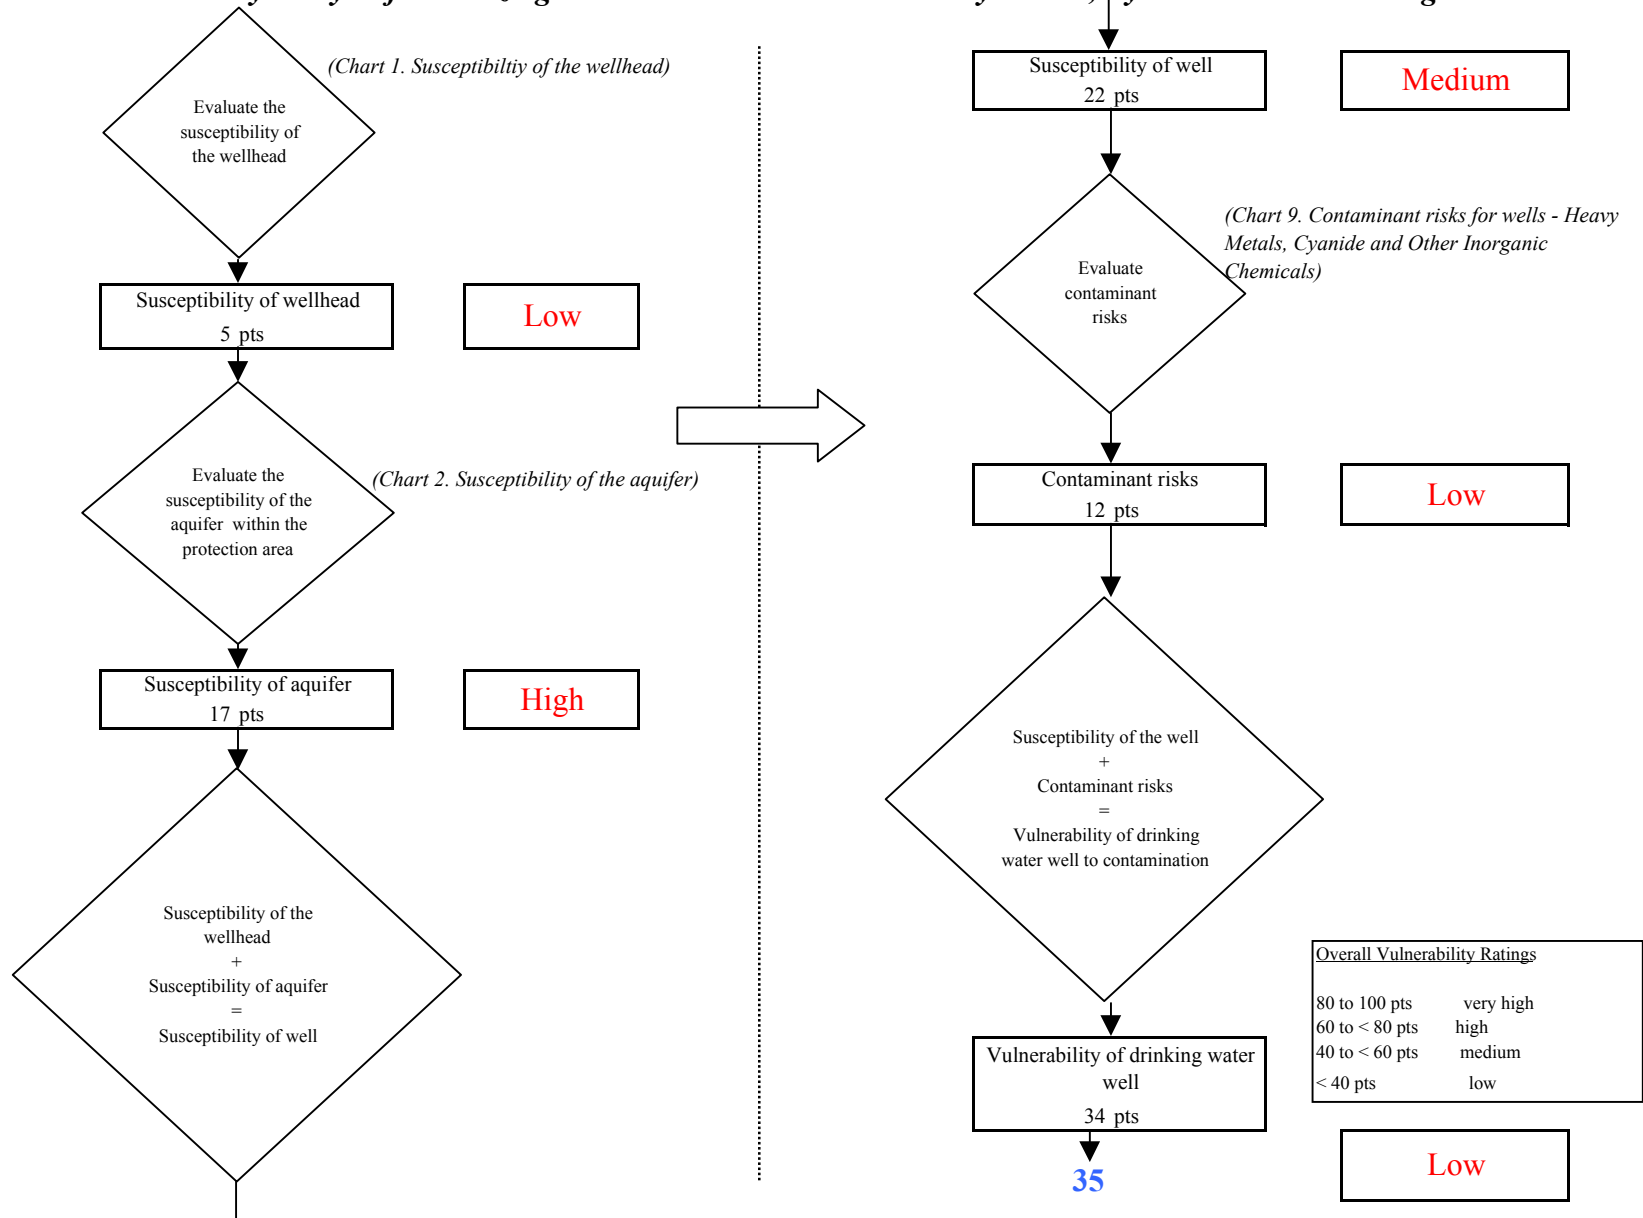 (Chart 1. Susceptibiltiy of the wellhead)
Evaluate the
susceptibility of
the wellhead
Susceptibility of wellhead
5 pts
Low
Evaluate the
susceptibility of the
aquifer within the
protection area
(Chart 2. Susceptibility of the aquifer)
Susceptibility of aquifer
17 pts
High
Susceptibility of the
wellhead
+
Susceptibility of aquifer
=
Susceptibility of well
Susceptibility of well
22 pts
Medium
(Chart 9. Contaminant risks for wells - Heavy
Metals, Cyanide and Other Inorganic
Chemicals)
Evaluate
contaminant
risks
Contaminant risks
12 pts
Low
Susceptibility of the well
+
Contaminant risks
=
Vulnerability of drinking
water well to contamination
Overall Vulnerability Ratings
80 to 100 pts very high
60 to < 80 pts high
40 to < 60 pts medium
< 40 pts low
Vulnerability of drinking water
well
34 pts
35
Low